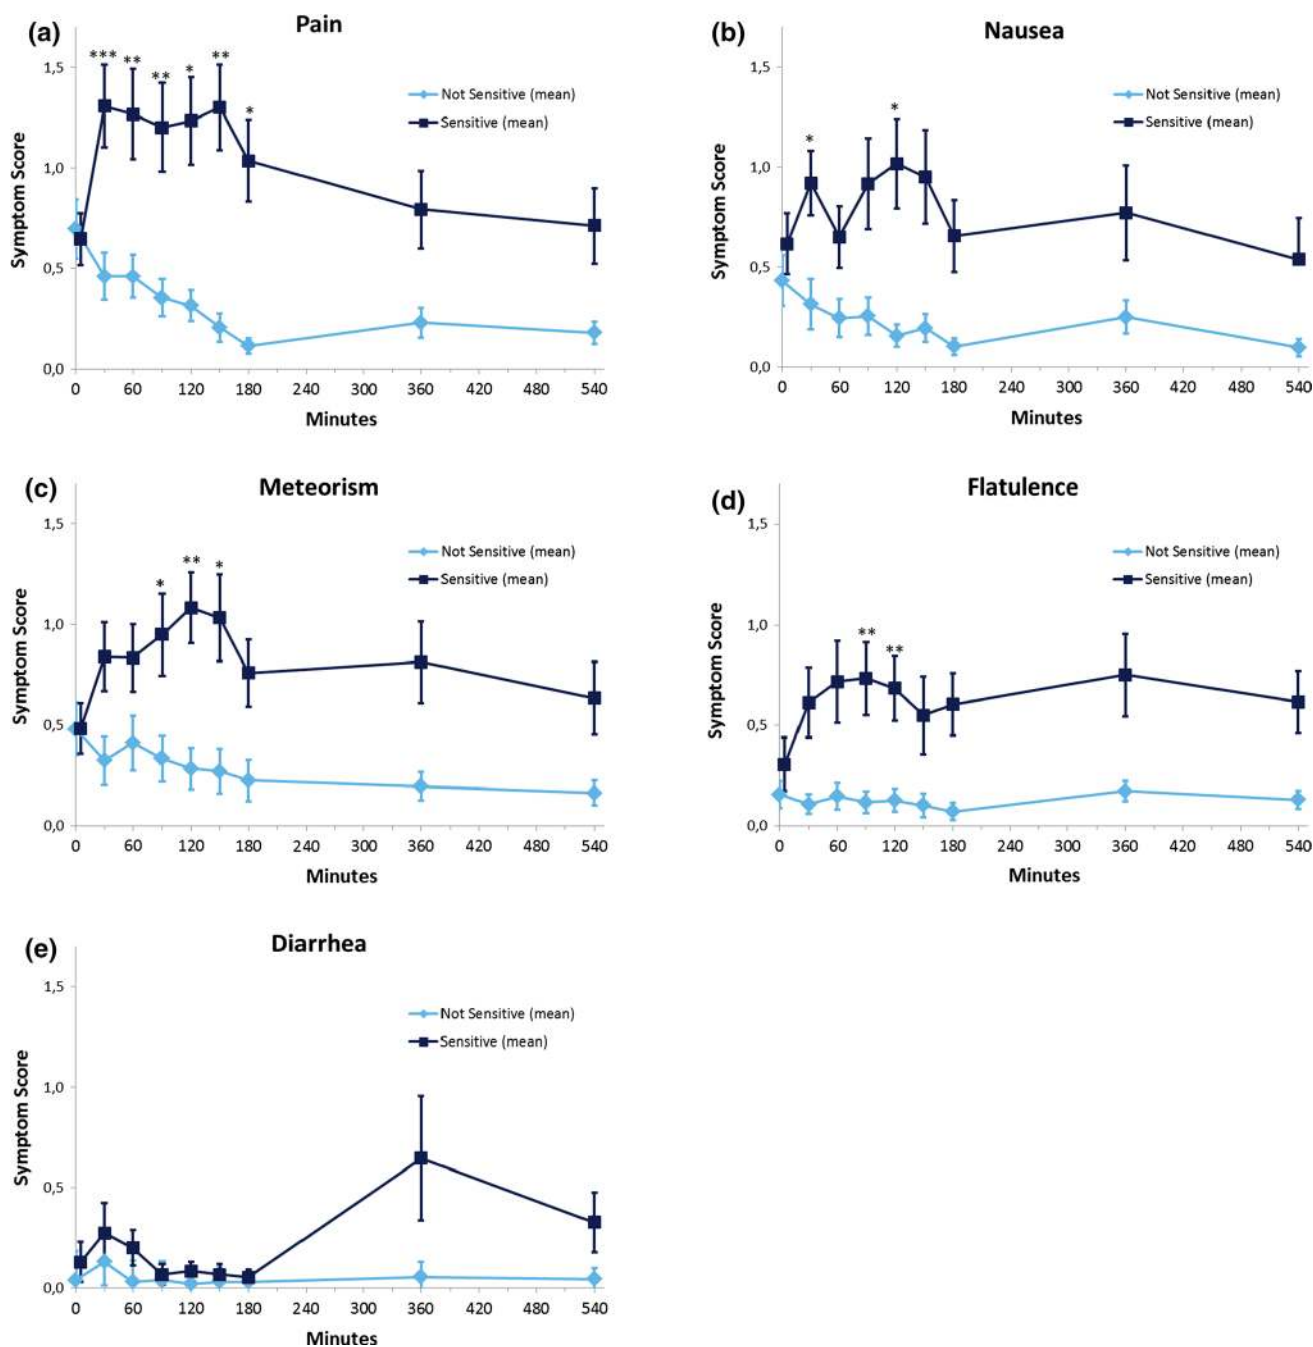 (a)
Pain
*** ** ** * ** *
1,5
1,0
0,5
0,0
Symptom Score
Not Sensitive (mean)
Sensitive (mean)
0 60 120 180 240 300 360 420 480 540
Minutes
(b)
Nausea
* *
1,5
1,0
0,5
0,0
Symptom Score
Not Sensitive (mean)
Sensitive (mean)
0 60 120 180 240 300 360 420 480 540
Minutes
(c)
Meteorism
* ** *
1,5
1,0
0,5
0,0
Symptom Score
Not Sensitive (mean)
Sensitive (mean)
0 60 120 180 240 300 360 420 480 540
Minutes
(d)
Flatulence
** **
1,5
1,0
0,5
0,0
Symptom Score
Not Sensitive (mean)
Sensitive (mean)
0 60 120 180 240 300 360 420 480 540
Minutes
(e)
Diarrhea
1,5
1,0
0,5
0,0
Symptom Score
Not Sensitive (mean)
Sensitive (mean)
0 60 120 180 240 300 360 420 480 540
Minutes